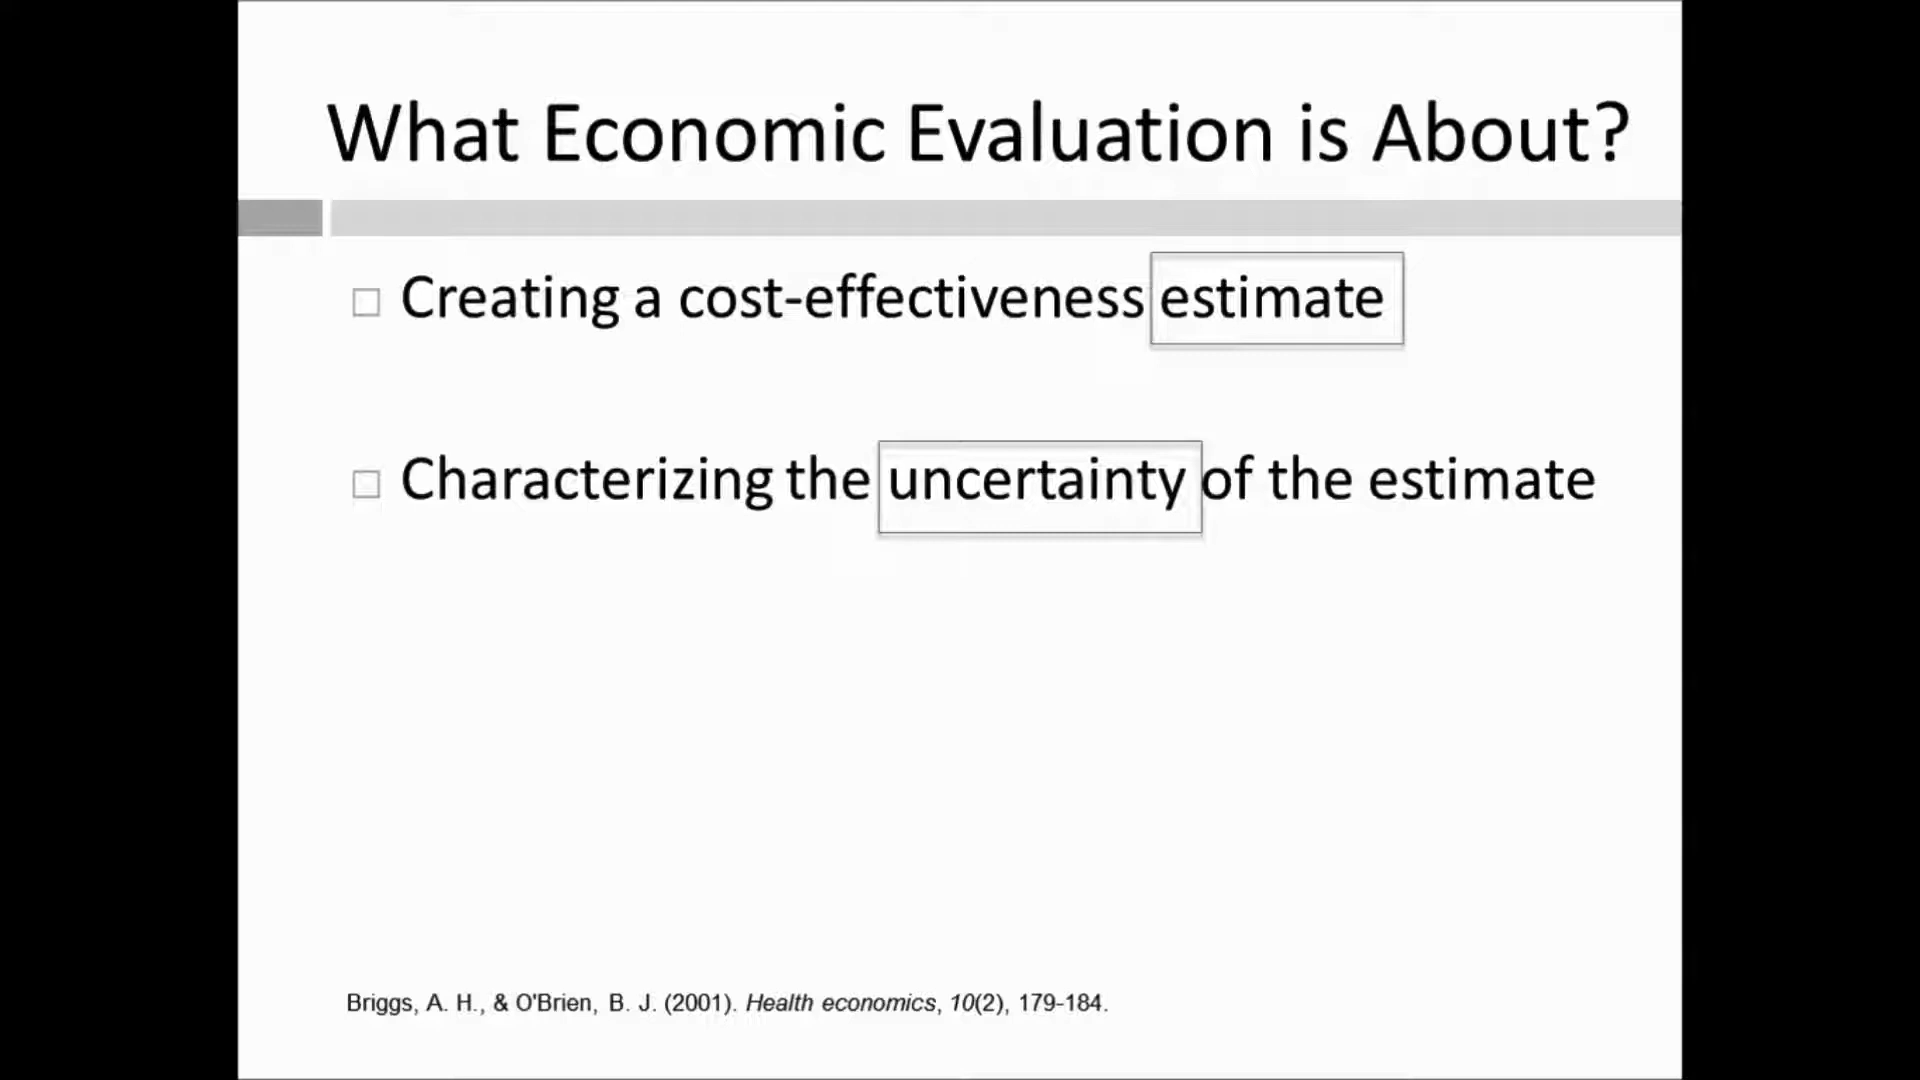 What Economic Evaluation is About?
Creating a cost-effectiveness estimate
Characterizing the uncertainty of the estimate
Briggs, A. H., & O'Brien, B. J. (2001). Health economics, 10(2), 179-184.